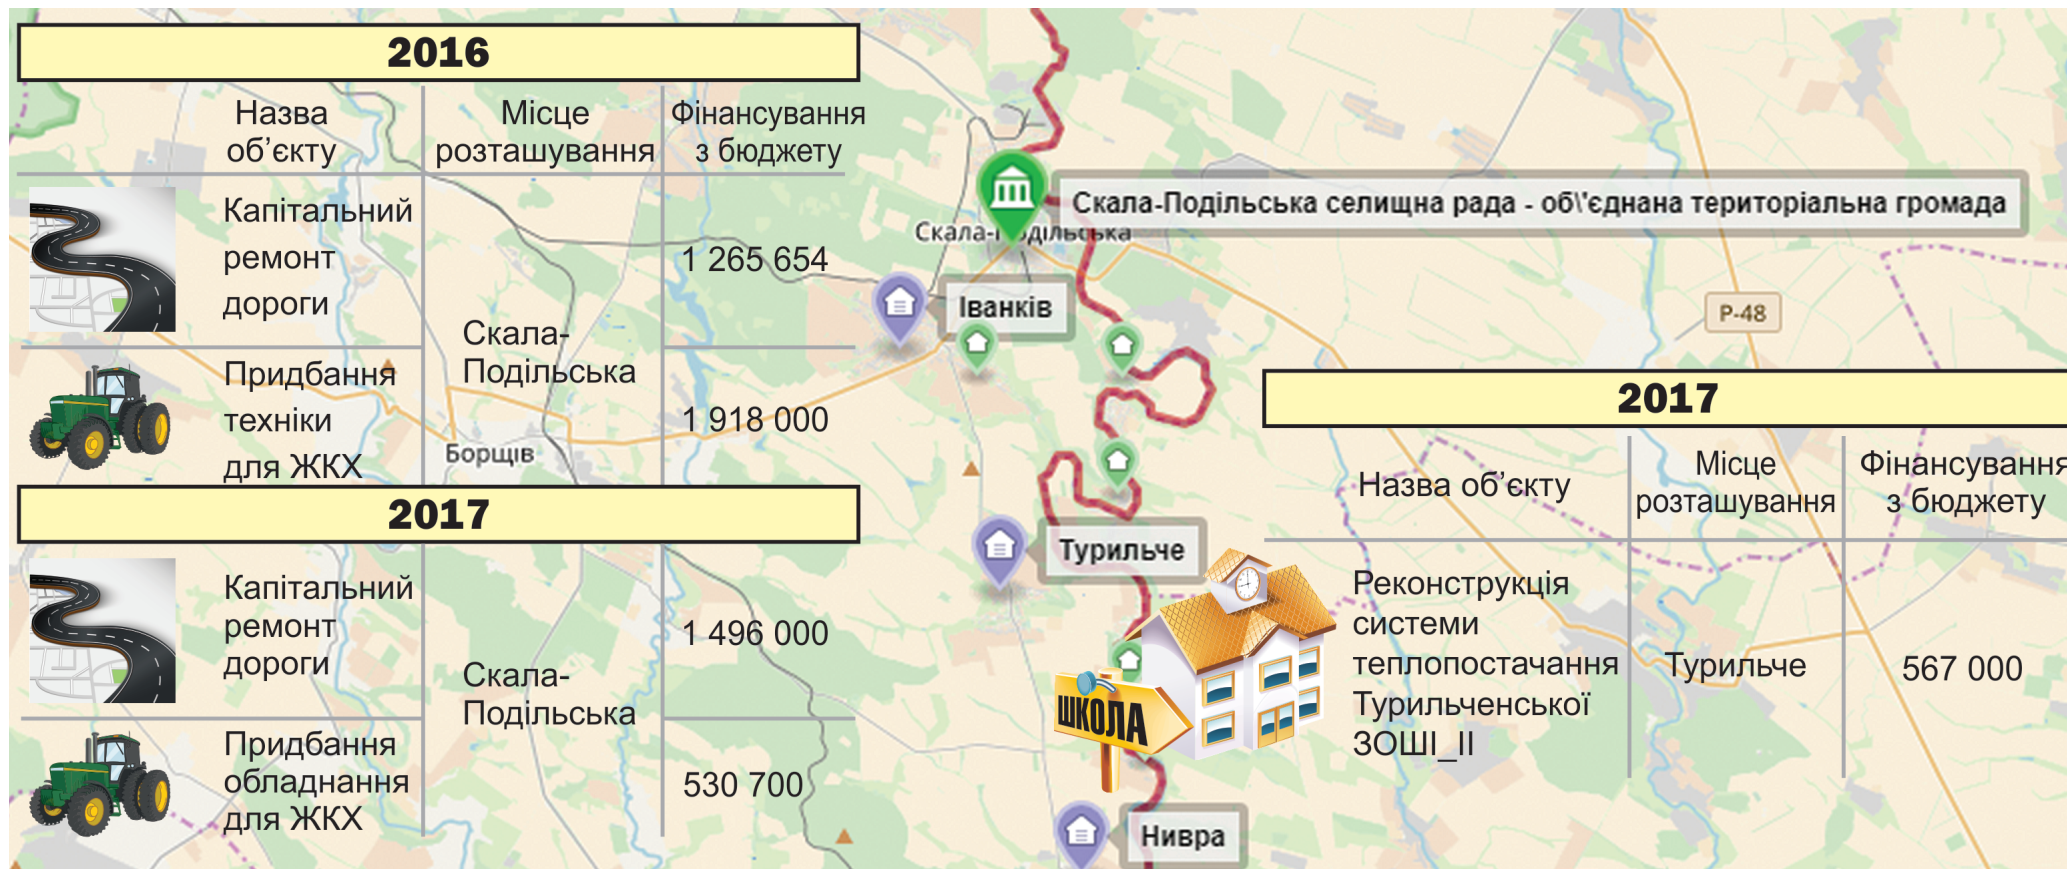 2016
Назва
об’єкту
Місце
розташування
Фінансування
з бюджету
Капітальний
ремонт
дороги
Скала-
Подільська
1 265 654
Придбання
техніки
для ЖКХ
1 918 000
2017
Капітальний
ремонт
дороги
Скала-
Подільська
1 496 000
Придбання
обладнання
для ЖКХ
530 700
Скала-Подільська селищна рада - об\'єднана територіальна громада
Скала-Подільська
Іванків
Борщів
Р-48
Турильче
ШКОЛА
Нивра
2017
Назва об’єкту
Місце
розташування
Фінансування
з бюджету
Реконструкція
системи
теплопостачання
Турильченської
ЗОШІ_ІІ
Турильче
567 000